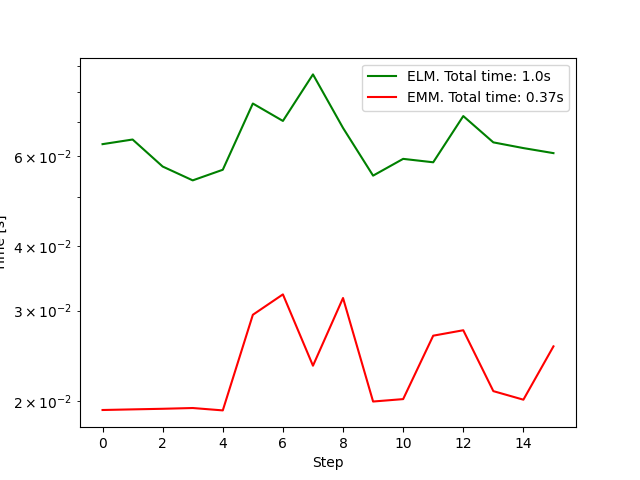 ELM. Total time: 1.0s
EMM. Total time: 0.37s
6 × 10⁻²
4 × 10⁻²
3 × 10⁻²
2 × 10⁻²
0 2 4 6 8 10 12 14
Step